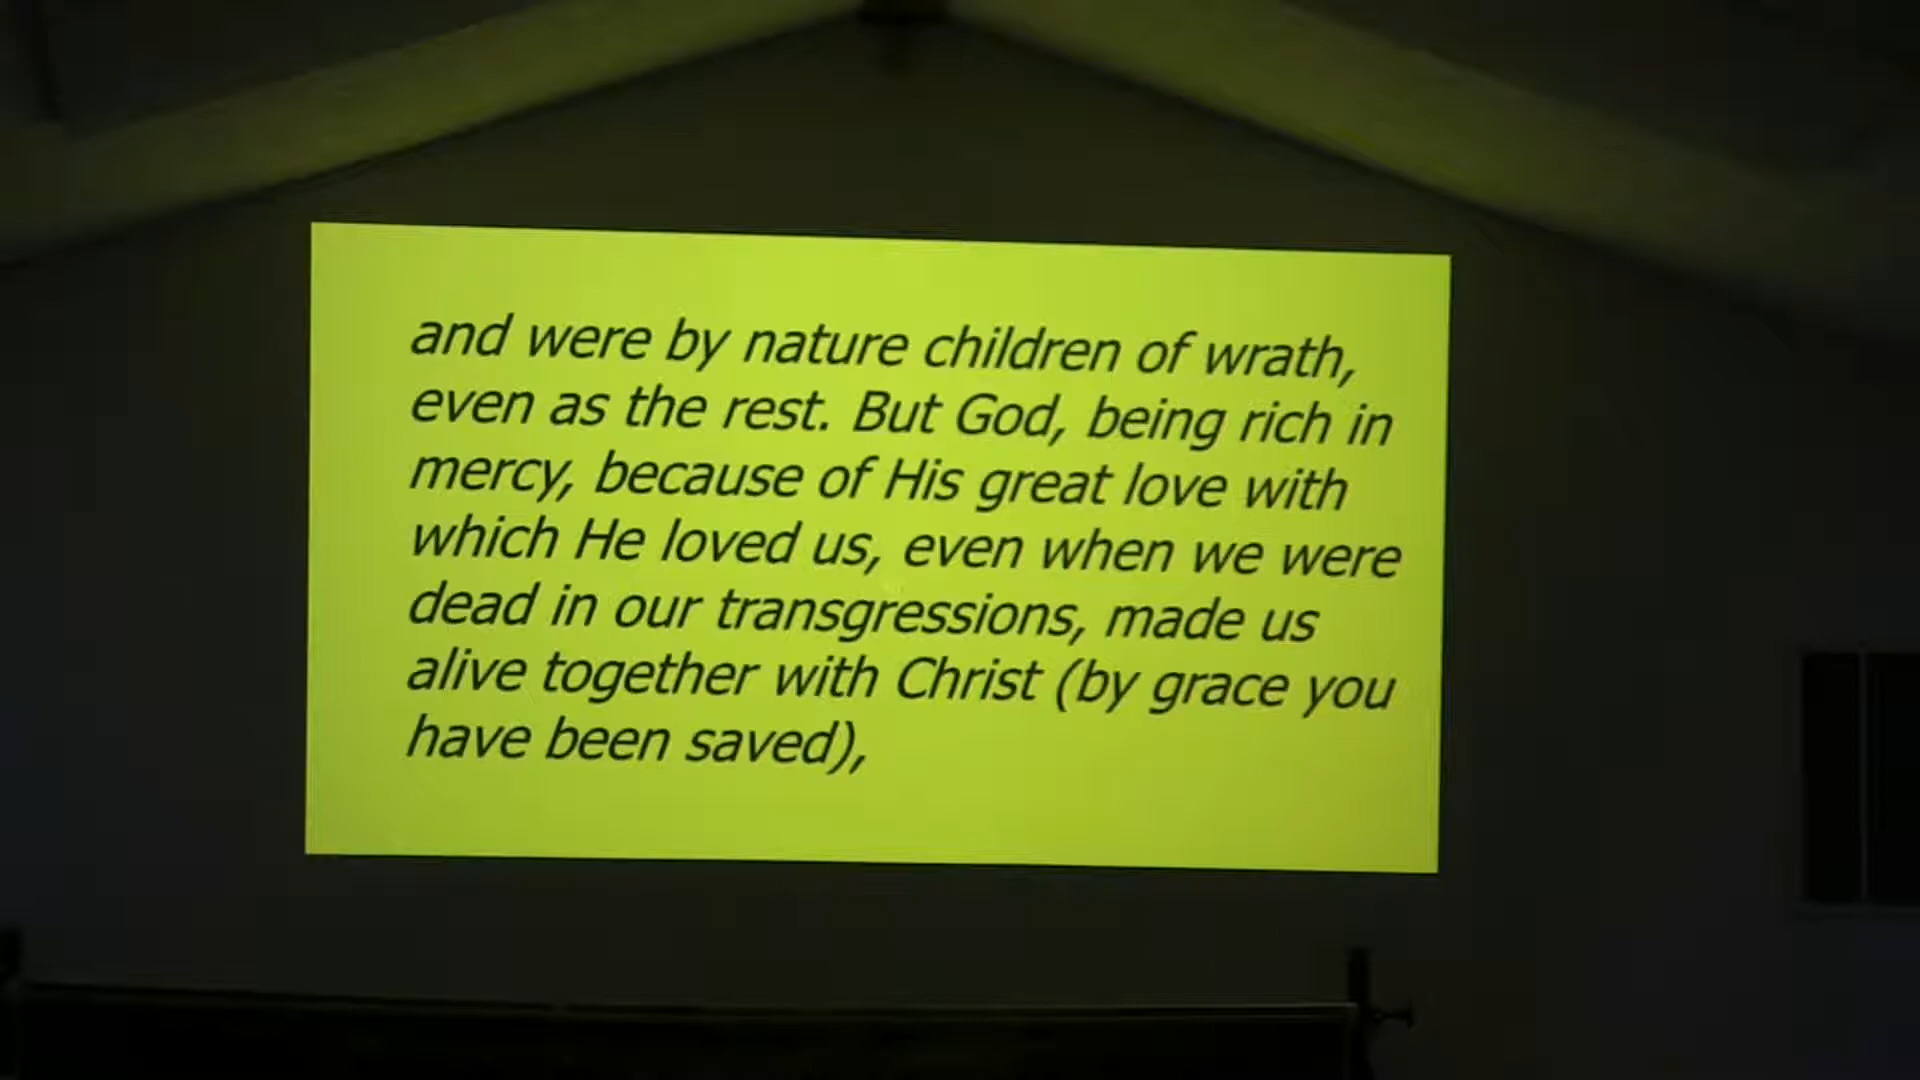 and were by nature children of wrath,
even as the rest. But God, being rich in
mercy, because of His great love with
which He loved us, even when we were
dead in our transgressions, made us
alive together with Christ (by grace you
have been saved),